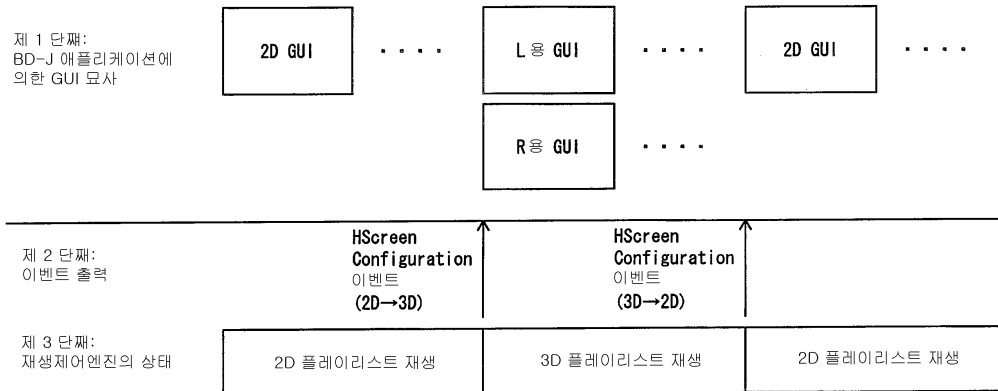 제 1 단째:
BD-J 애플리케이션에
의한 GUI 묘사
2D GUI
· · · ·
L 용 GUI
· · · ·
2D GUI
· · · ·
R용 GUI
· · · ·
제 2 단째:
이벤트 출력
HScreen
Configuration
이벤트
(2D→3D)
HScreen
Configuration
이벤트
(3D→2D)
제 3 단째:
재생제어엔진의 상태
2D 플레이리스트 재생
3D 플레이리스트 재생
2D 플레이리스트 재생